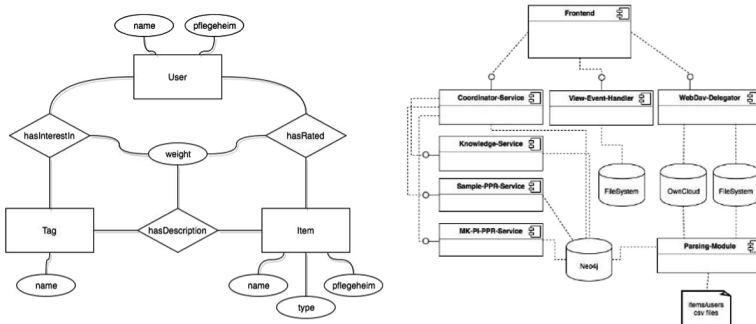 name
pflegeheim
User
hasInterestIn
weight
hasRated
Tag
hasDescription
Item
name
name
pflegeheim
type
Frontend
Coordinator-Service
View-Event-Handler
WebDav-Delegator
Knowledge-Service
Sample-PPR-Service
FileSystem
OwnCloud
FileSystem
MK-PI-PPR-Service
Neo4j
Parsing-Module
Items/users
csv files